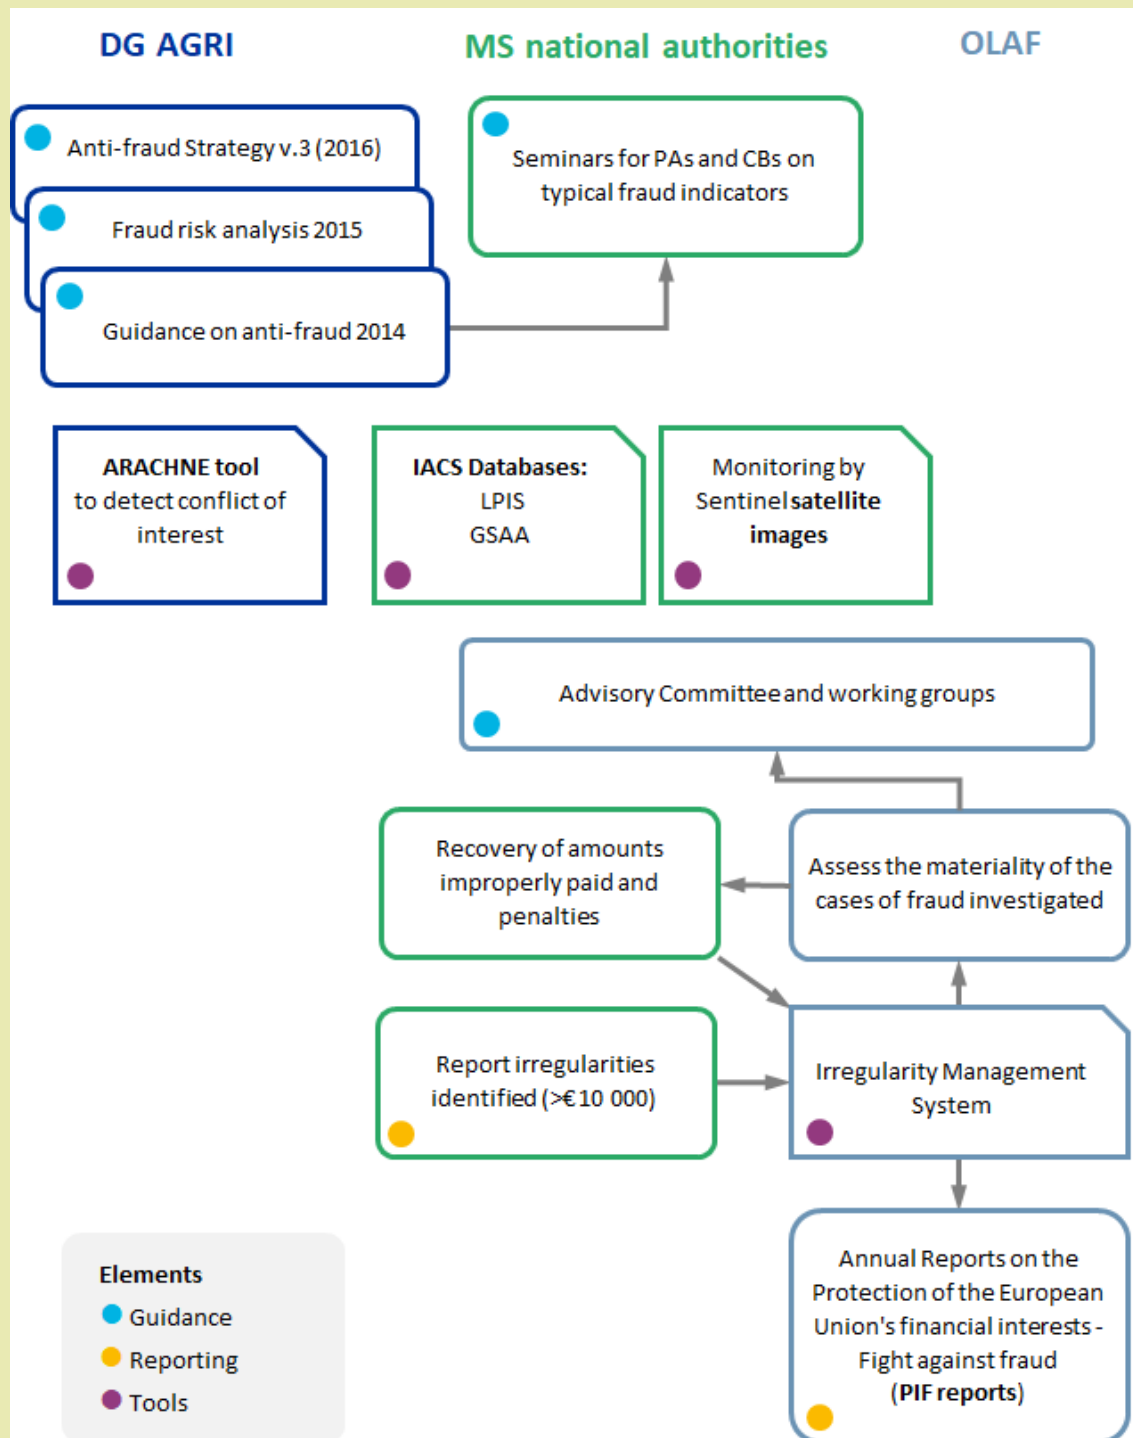 DG AGRI
MS national authorities
OLAF
Anti-fraud Strategy v.3 (2016)
Fraud risk analysis 2015
Guidance on anti-fraud 2014
Seminars for PAs and CBs on
typical fraud indicators
ARACHNE tool
to detect conflict of
interest
IACS Databases:
LPIS
GSAA
Monitoring by
Sentinel satellite
images
Advisory Committee and working groups
Recovery of amounts
improperly paid and
penalties
Assess the materiality of the
cases of fraud investigated
Report irregularities
identified (>€10 000)
Irregularity Management
System
Annual Reports on the
Protection of the European
Union's financial interests -
Fight against fraud
(PIF reports)
Elements
Guidance
Reporting
Tools